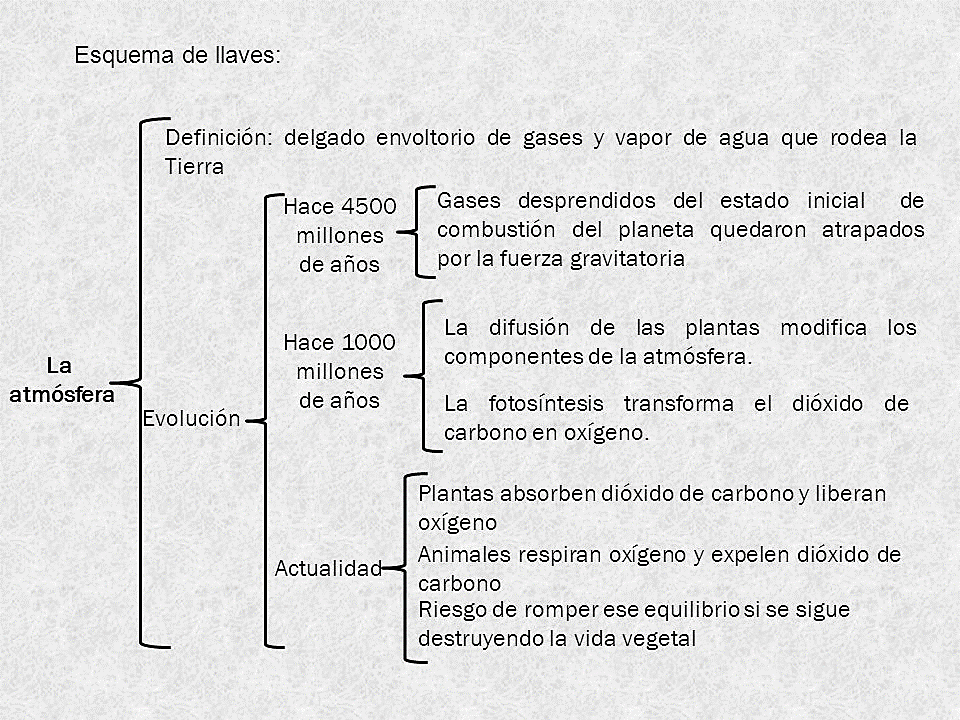 Esquema de llaves:
Definición: delgado envoltorio de gases y vapor de agua que rodea la
Tierra
Hace 4500
millones
de años
Gases desprendidos del estado inicial de
combustión del planeta quedaron atrapados
por la fuerza gravitatoria
Hace 1000
millones
de años
La difusión de las plantas modifica los
componentes de la atmósfera.
La fotosíntesis transforma el dióxido de
carbono en oxígeno.
La
atmósfera
Evolución
Actualidad
Plantas absorben dióxido de carbono y liberan
oxígeno
Animales respiran oxígeno y expelen dióxido de
carbono
Riesgo de romper ese equilibrio si se sigue
destruyendo la vida vegetal